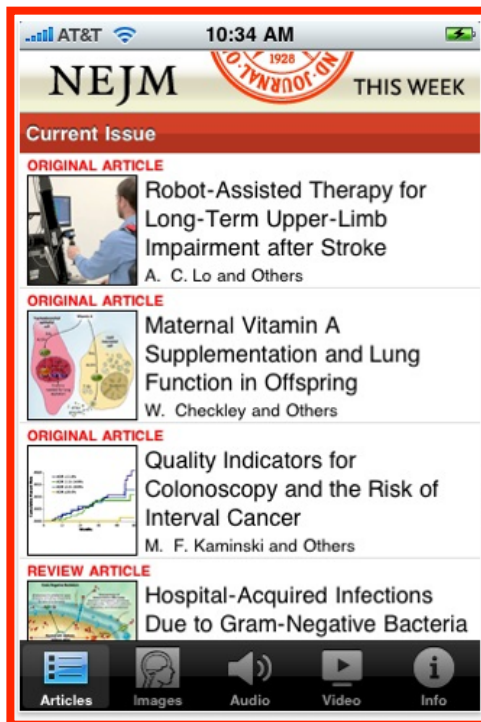 AT&T 10:34 AM
NEJM
1928
ND JOURNAL O
THIS WEEK
Current Issue
ORIGINAL ARTICLE
Robot-Assisted Therapy for
Long-Term Upper-Limb
Impairment after Stroke
A. C. Lo and Others
ORIGINAL ARTICLE
Maternal Vitamin A
Supplementation and Lung
Function in Offspring
W. Checkley and Others
ORIGINAL ARTICLE
Quality Indicators for
Colonoscopy and the Risk of
Interval Cancer
M. F. Kaminski and Others
REVIEW ARTICLE
Hospital-Acquired Infections
Due to Gram-Negative Bacteria
Articles Images Audio Video Info